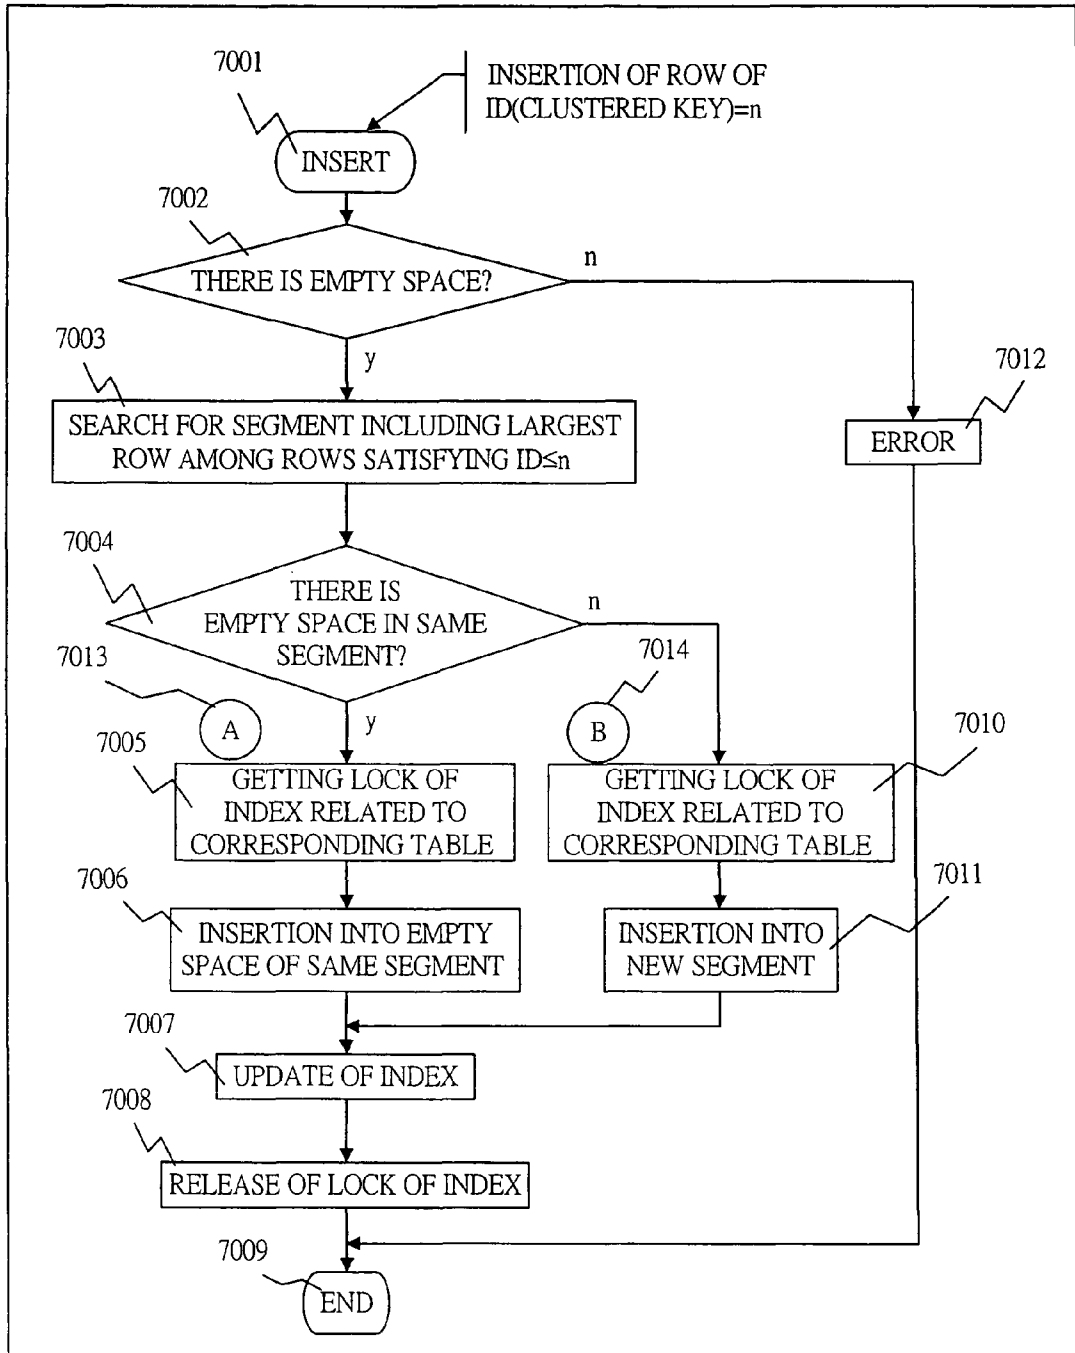 7001
INSERTION OF ROW OF
ID(CLUSTERED KEY)=n
INSERT
7002
THERE IS EMPTY SPACE?
n
y
7003
SEARCH FOR SEGMENT INCLUDING LARGEST
ROW AMONG ROWS SATISFYING ID≤n
7012
ERROR
7004
THERE IS
EMPTY SPACE IN SAME
SEGMENT?
n
y
7013
A
7014
B
7005
GETTING LOCK OF
INDEX RELATED TO
CORRESPONDING TABLE
7010
GETTING LOCK OF
INDEX RELATED TO
CORRESPONDING TABLE
7006
INSERTION INTO EMPTY
SPACE OF SAME SEGMENT
7011
INSERTION INTO
NEW SEGMENT
7007
UPDATE OF INDEX
7008
RELEASE OF LOCK OF INDEX
7009
END